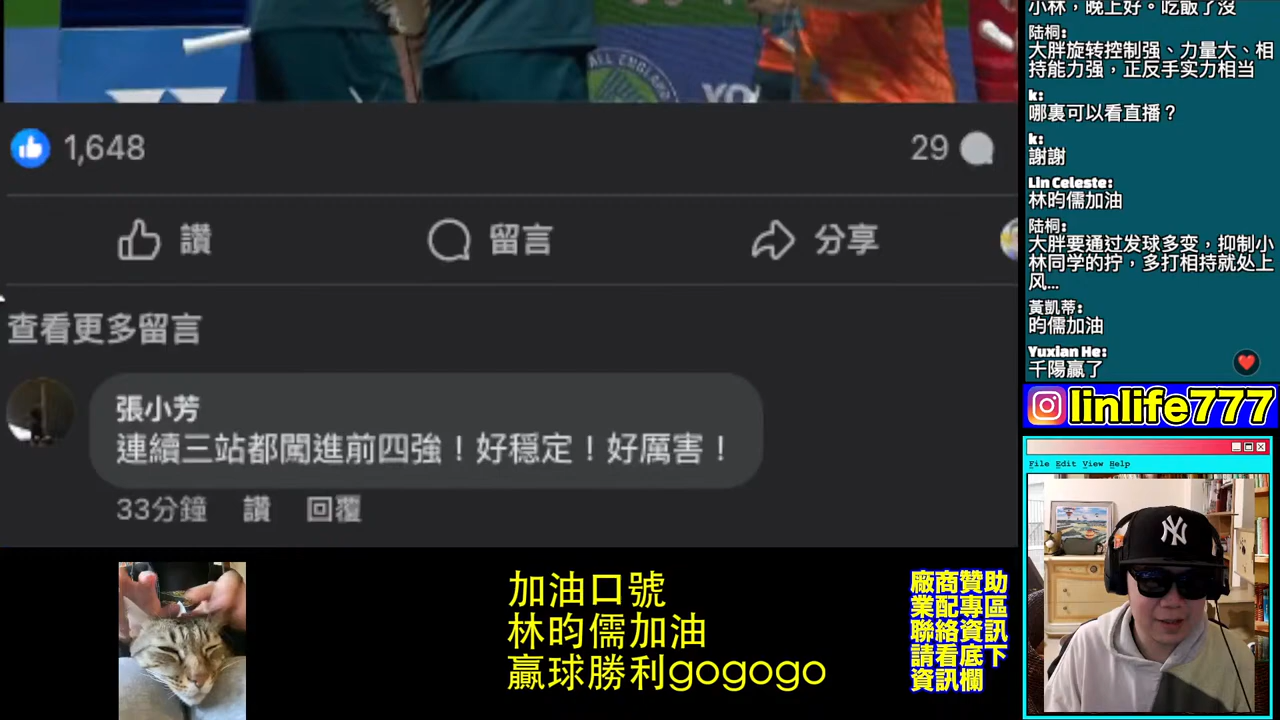 ALL ENGLAND
YO
1,648
29
讚
留言
分享
查看更多留言
張小芳
連續三站都闖進前四強！好穩定！好厲害！
33分鐘
讚
回覆
加油口號
林昀儒加油
贏球勝利gogogo
廠商贊助
業配專區
聯絡資訊
請看底下
資訊欄
小林，晚上好。吃飯了沒
陆桐:
大胖旋转控制强、力量大、相
持能力强，正反手实力相当
k:
哪裏可以看直播？
k:
謝謝
Lin Celeste:
林昀儒加油
陆桐:
大胖要通过发球多变，抑制小
林同学的拧，多打相持就处上
风...
黃凱蒂:
昀儒加油
Yuxian He:
千陽贏了
linlife777
File Edit View Help
NY